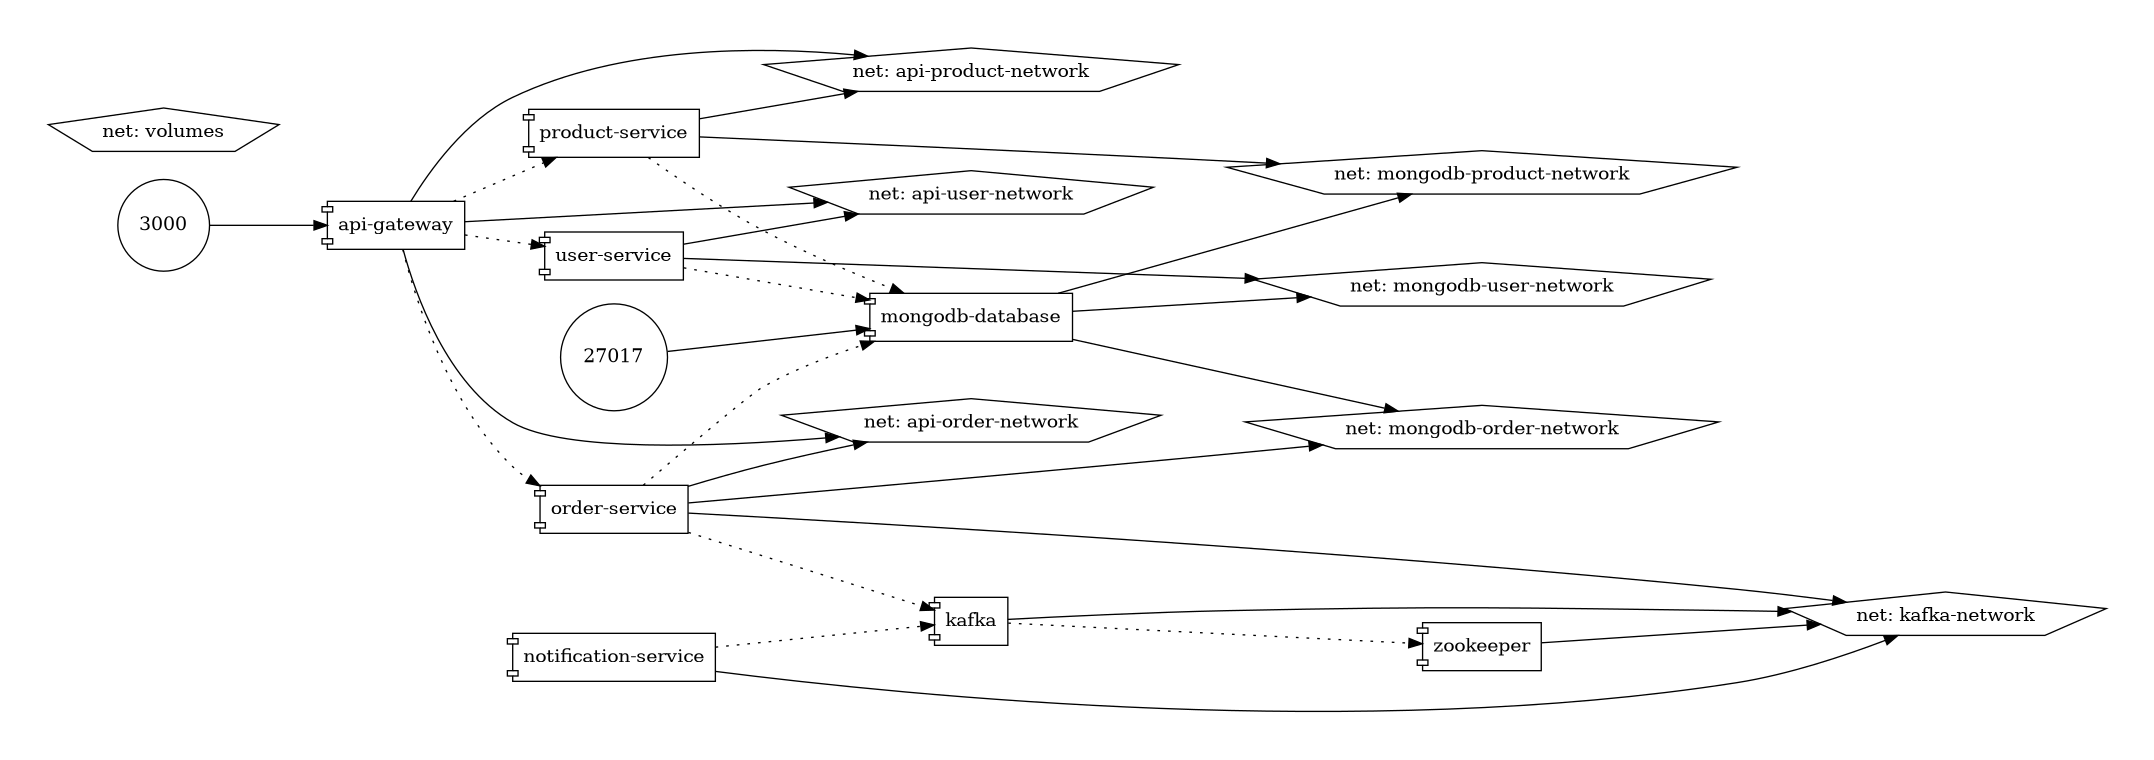 net: api-product-network
net: volumes
product-service
net: mongodb-product-network
net: api-user-network
3000
api-gateway
user-service
net: mongodb-user-network
mongodb-database
27017
net: api-order-network
net: mongodb-order-network
order-service
kafka
net: kafka-network
zookeeper
notification-service